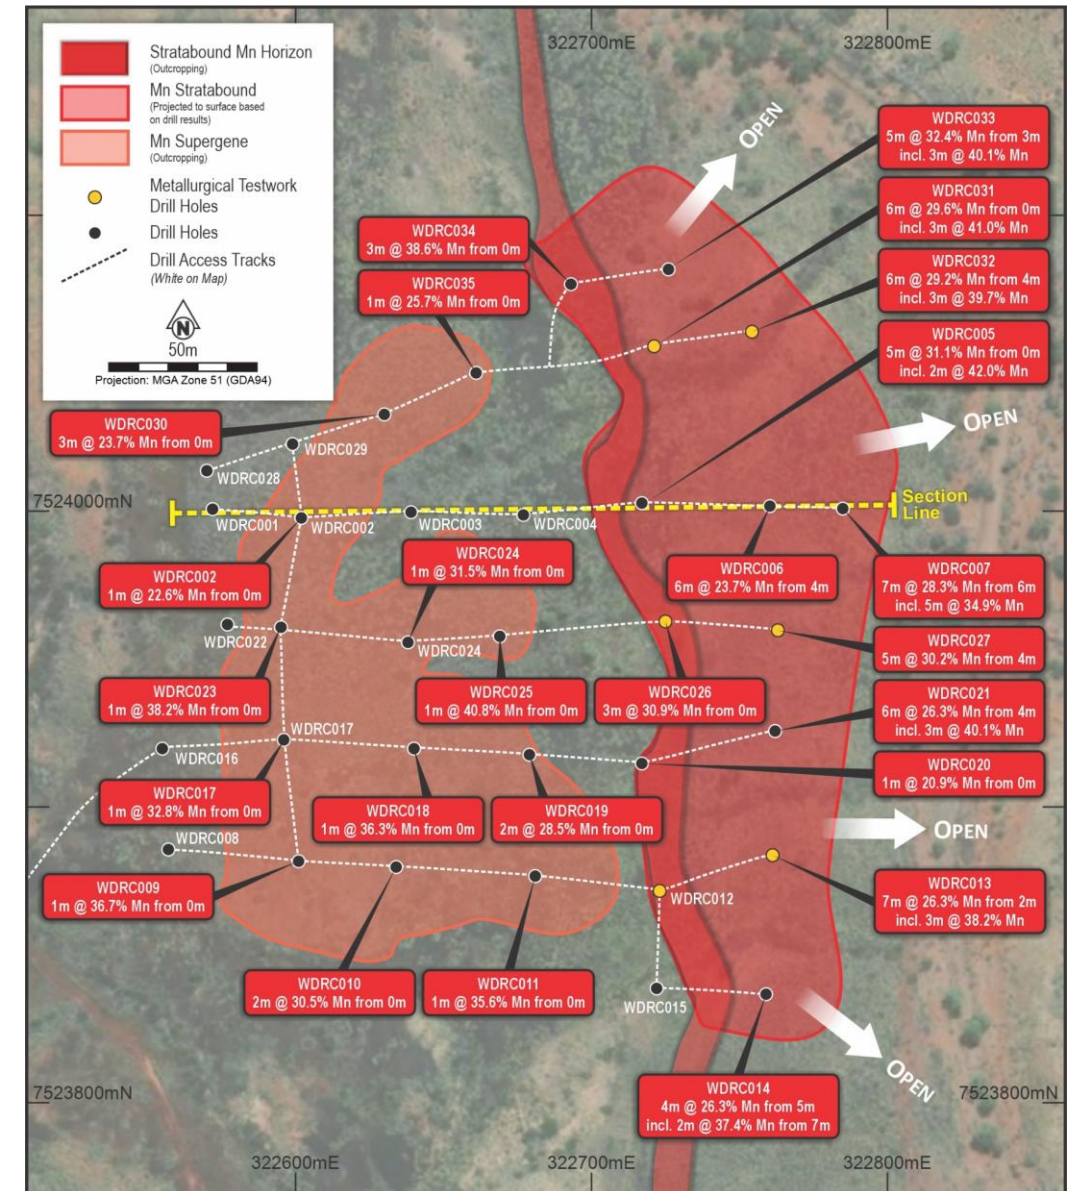 322700mE
322800mE
Stratabound Mn Horizon
(Outcropping)
Mn Stratabound
(Projected to surface based
on drill results)
Mn Supergene
(Outcropping)
Metallurgical Testwork
Drill Holes
Drill Holes
Drill Access Tracks
(White on Map)
N
50m
Projection: MGA Zone 51 (GDA94)
OPEN
WDRC033
5m @ 32.4% Mn from 3m
incl. 3m @ 40.1% Mn
WDRC031
6m @ 29.6% Mn from 0m
incl. 3m @ 41.0% Mn
WDRC034
3m @ 38.6% Mn from 0m
WDRC032
6m @ 29.2% Mn from 4m
incl. 3m @ 39.7% Mn
WDRC035
1m @ 25.7% Mn from 0m
WDRC005
5m @ 31.1% Mn from 0m
incl. 2m @ 42.0% Mn
WDRC030
3m @ 23.7% Mn from 0m
OPEN
WDRC029
WDRC028
7524000mN
Section
Line
WDRC001
WDRC002
WDRC003
WDRC004
WDRC002
1m @ 22.6% Mn from 0m
WDRC024
1m @ 31.5% Mn from 0m
WDRC006
6m @ 23.7% Mn from 4m
WDRC007
7m @ 28.3% Mn from 6m
incl. 5m @ 34.9% Mn
WDRC022
WDRC024
WDRC027
5m @ 30.2% Mn from 4m
WDRC023
1m @ 38.2% Mn from 0m
WDRC025
1m @ 40.8% Mn from 0m
WDRC026
3m @ 30.9% Mn from 0m
WDRC021
6m @ 26.3% Mn from 4m
incl. 3m @ 40.1% Mn
WDRC017
WDRC016
WDRC020
1m @ 20.9% Mn from 0m
WDRC017
1m @ 32.8% Mn from 0m
WDRC018
1m @ 36.3% Mn from 0m
WDRC019
2m @ 28.5% Mn from 0m
OPEN
WDRC008
WDRC009
1m @ 36.7% Mn from 0m
WDRC012
WDRC013
7m @ 26.3% Mn from 2m
incl. 3m @ 38.2% Mn
WDRC010
2m @ 30.5% Mn from 0m
WDRC011
1m @ 35.6% Mn from 0m
WDRC015
OPEN
WDRC014
4m @ 26.3% Mn from 5m
incl. 2m @ 37.4% Mn from 7m
7523800mN
7523800mN
322600mE
322700mE
322800mE